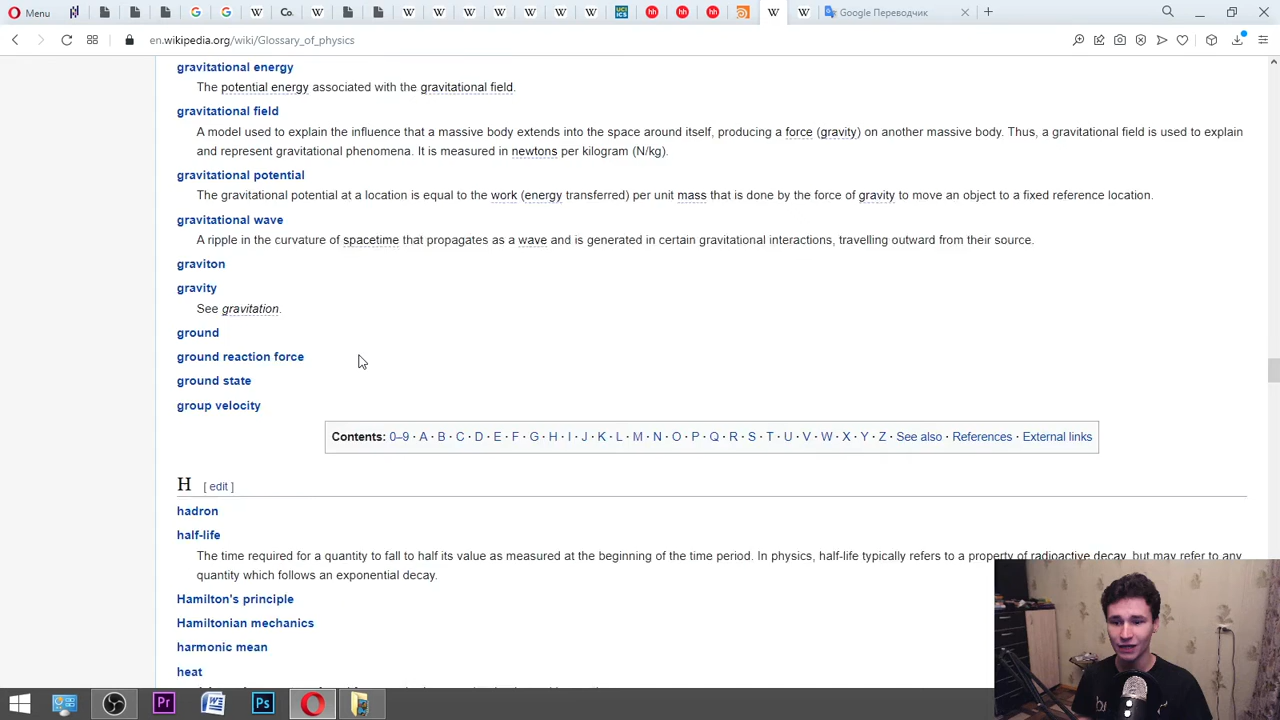 Menu
Co.
UCI
ICS
hh
hh
hh
Google Переводчик
en.wikipedia.org/wiki/Glossary_of_physics
gravitational energy
The potential energy associated with the gravitational field.
gravitational field
A model used to explain the influence that a massive body extends into the space around itself, producing a force (gravity) on another massive body. Thus, a gravitational field is used to explain
and represent gravitational phenomena. It is measured in newtons per kilogram (N/kg).
gravitational potential
The gravitational potential at a location is equal to the work (energy transferred) per unit mass that is done by the force of gravity to move an object to a fixed reference location.
gravitational wave
A ripple in the curvature of spacetime that propagates as a wave and is generated in certain gravitational interactions, travelling outward from their source.
graviton
gravity
See gravitation.
ground
ground reaction force
ground state
group velocity
Contents: 0–9 · A · B · C · D · E · F · G · H · I · J · K · L · M · N · O · P · Q · R · S · T · U · V · W · X · Y · Z · See also · References · External links
H [ edit ]
hadron
half-life
The time required for a quantity to fall to half its value as measured at the beginning of the time period. In physics, half-life typically refers to a property of radioactive decay, but may refer to any
quantity which follows an exponential decay.
Hamilton's principle
Hamiltonian mechanics
harmonic mean
heat
Pr
W
Ps